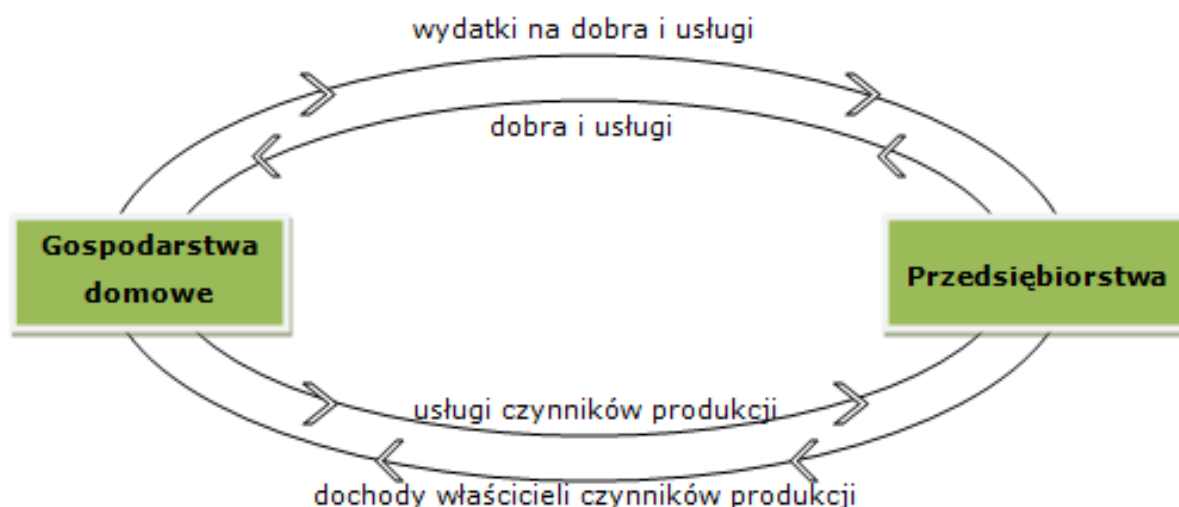 wydatki na dobra i usługi
dobra i usługi
Gospodarstwa
domowe
Przedsiębiorstwa
usługi czynników produkcji
dochody właścicieli czynników produkcji